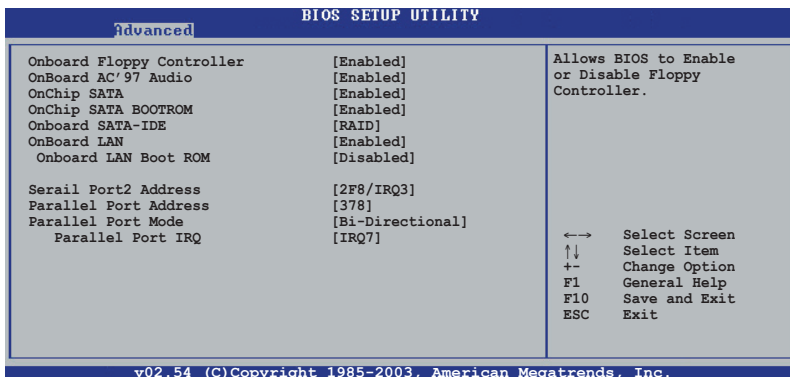 BIOS SETUP UTILITY
Advanced
Onboard Floppy Controller [Enabled]
OnBoard AC'97 Audio [Enabled]
OnChip SATA [Enabled]
OnChip SATA BOOTROM [Enabled]
Onboard SATA-IDE [RAID]
OnBoard LAN [Enabled]
Onboard LAN Boot ROM [Disabled]
Serail Port2 Address [2F8/IRQ3]
Parallel Port Address [378]
Parallel Port Mode [Bi-Directional]
Parallel Port IRQ [IRQ7]
Allows BIOS to Enable
or Disable Floppy
Controller.
←→ Select Screen
↑↓ Select Item
+- Change Option
F1 General Help
F10 Save and Exit
ESC Exit
v02.54 (C)Copyright 1985-2003, American Megatrends, Inc.